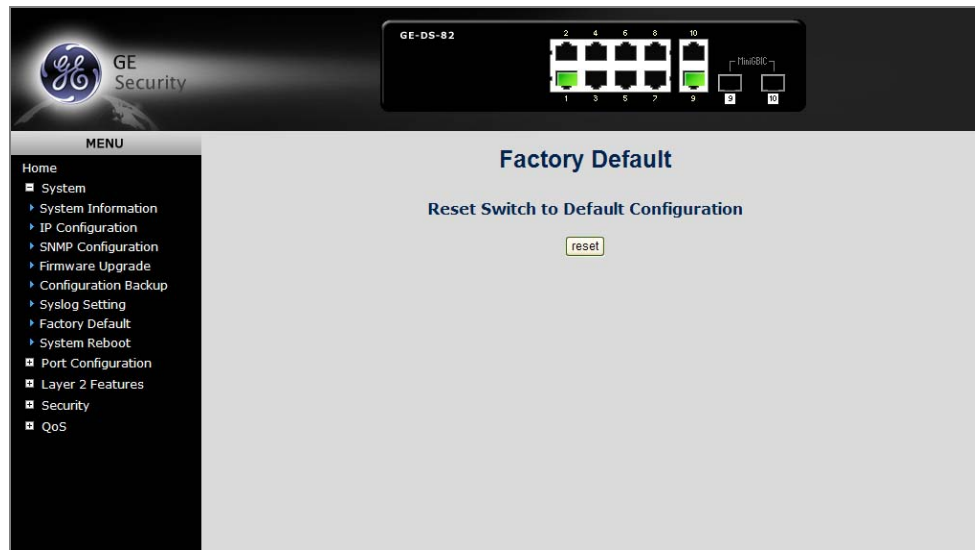 GE-DS-82
2 4 6 8 10
MiniGBIC
1 3 5 7 9 9 10
GE
Security
MENU
Home
System
System Information
IP Configuration
SNMP Configuration
Firmware Upgrade
Configuration Backup
Syslog Setting
Factory Default
System Reboot
Port Configuration
Layer 2 Features
Security
QoS
Factory Default
Reset Switch to Default Configuration
reset